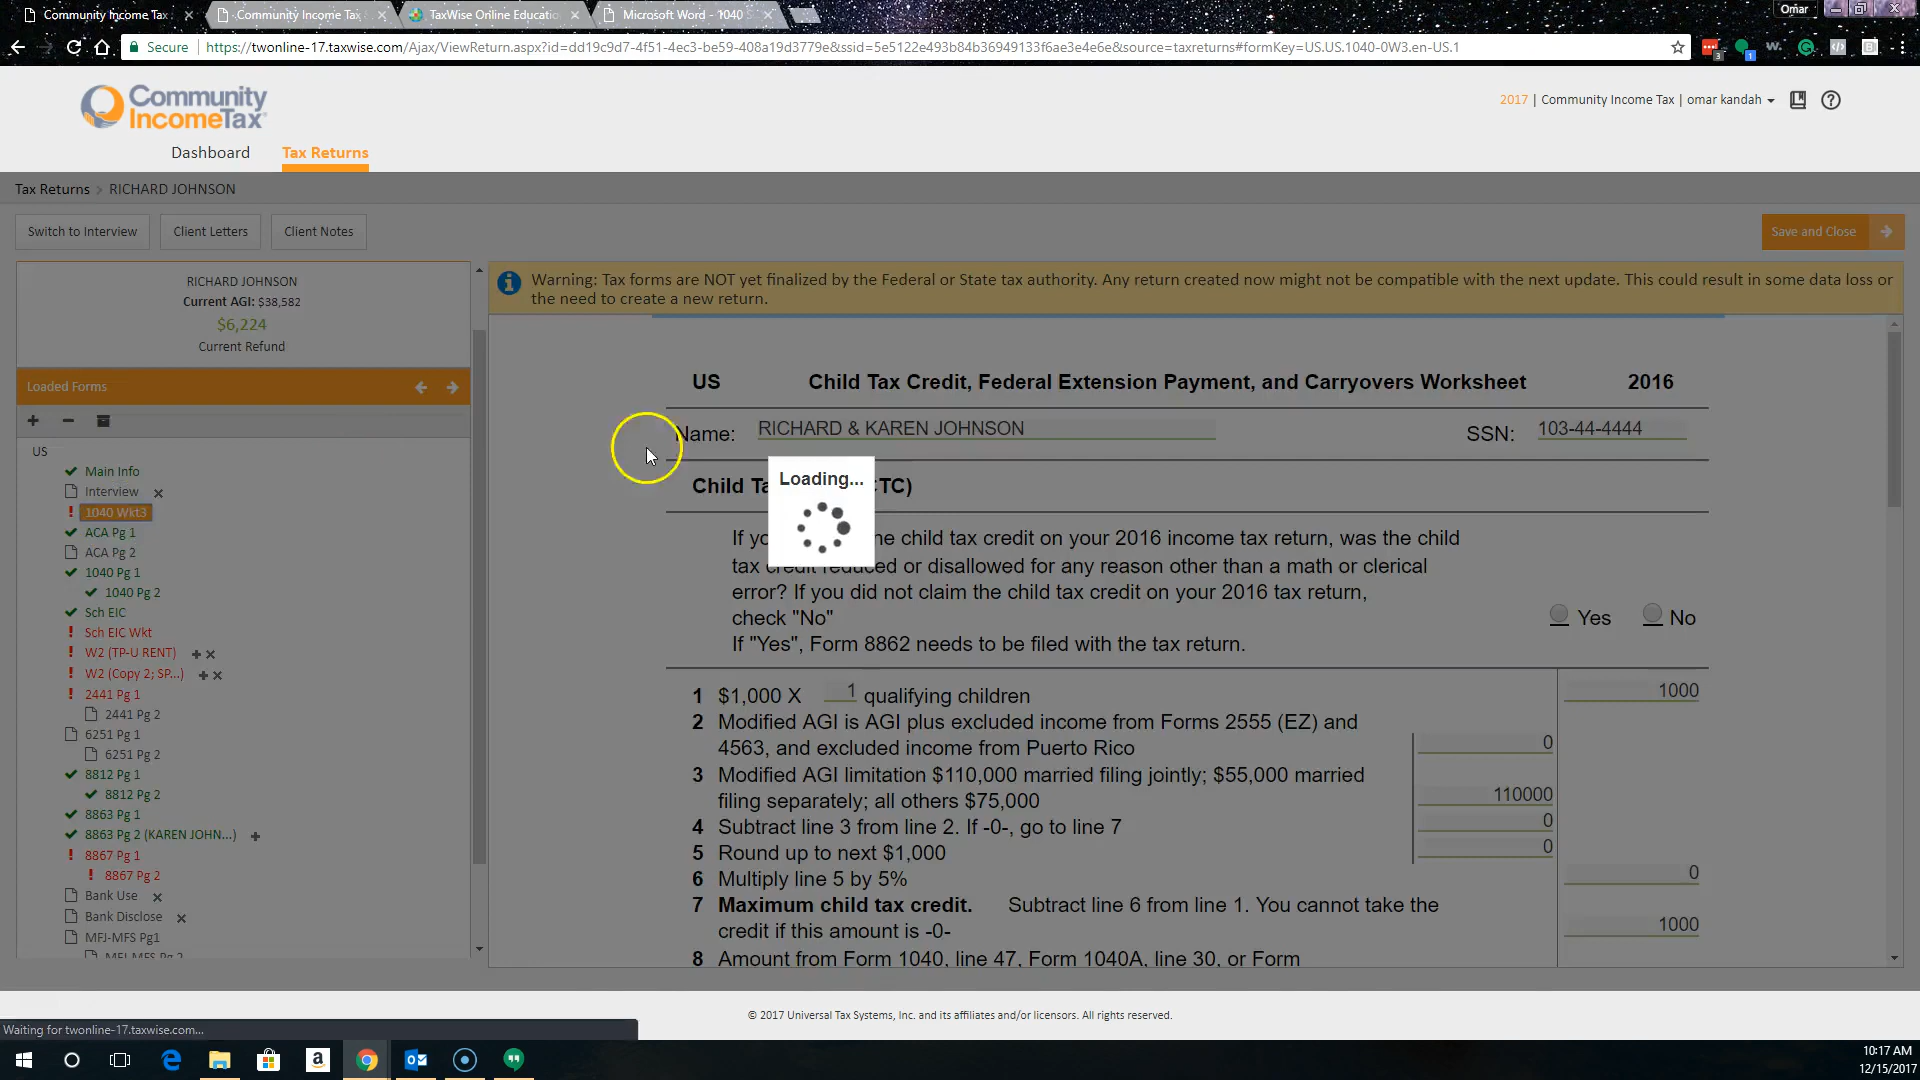 Community Income Tax
Community Income Tax
TaxWise Online Educatio
Microsoft Word - 1040 S
Omar
Secure
https://twonline-17.taxwise.com/Ajax/ViewReturn.aspx?id=dd19c9d7-4f51-4ec3-be59-408a19d3779e&ssid=5e5122e493b84b36949133f6ae3e4e6e&source=taxreturns#formKey=US.US.1040-0W3.en-US.1
Community
IncomeTax
2017 | Community Income Tax | omar kandah
Dashboard
Tax Returns
Tax Returns > RICHARD JOHNSON
Switch to Interview
Client Letters
Client Notes
Save and Close
RICHARD JOHNSON
Current AGI: $38,582
$6,224
Current Refund
Loaded Forms
US
Main Info
Interview
1040 Wkt3
ACA Pg 1
ACA Pg 2
1040 Pg 1
1040 Pg 2
Sch EIC
Sch EIC Wkt
W2 (TP-U RENT)
W2 (Copy 2; SP...)
2441 Pg 1
2441 Pg 2
6251 Pg 1
6251 Pg 2
8812 Pg 1
8812 Pg 2
8863 Pg 1
8863 Pg 2 (KAREN JOHN...)
8867 Pg 1
8867 Pg 2
Bank Use
Bank Disclose
MFJ-MFS Pg1
MFJ-MFS Pg 2
Warning: Tax forms are NOT yet finalized by the Federal or State tax authority. Any return created now might not be compatible with the next update. This could result in some data loss or
the need to create a new return.
US Child Tax Credit, Federal Extension Payment, and Carryovers Worksheet 2016
Name: RICHARD & KAREN JOHNSON SSN: 103-44-4444
Loading...
Child Ta CTC)
If yo he child tax credit on your 2016 income tax return, was the child
tax credit reduced or disallowed for any reason other than a math or clerical
error? If you did not claim the child tax credit on your 2016 tax return,
check "No" Yes No
If "Yes", Form 8862 needs to be filed with the tax return.
1 $1,000 X 1 qualifying children 1000
2 Modified AGI is AGI plus excluded income from Forms 2555 (EZ) and
4563, and excluded income from Puerto Rico 0
3 Modified AGI limitation $110,000 married filing jointly; $55,000 married
filing separately; all others $75,000 110000
4 Subtract line 3 from line 2. If -0-, go to line 7 0
5 Round up to next $1,000 0
6 Multiply line 5 by 5% 0
7 Maximum child tax credit. Subtract line 6 from line 1. You cannot take the
credit if this amount is -0- 1000
8 Amount from Form 1040, line 47, Form 1040A, line 30, or Form
© 2017 Universal Tax Systems, Inc. and its affiliates and/or licensors. All rights reserved.
Waiting for twonline-17.taxwise.com...
10:17 AM
12/15/2017